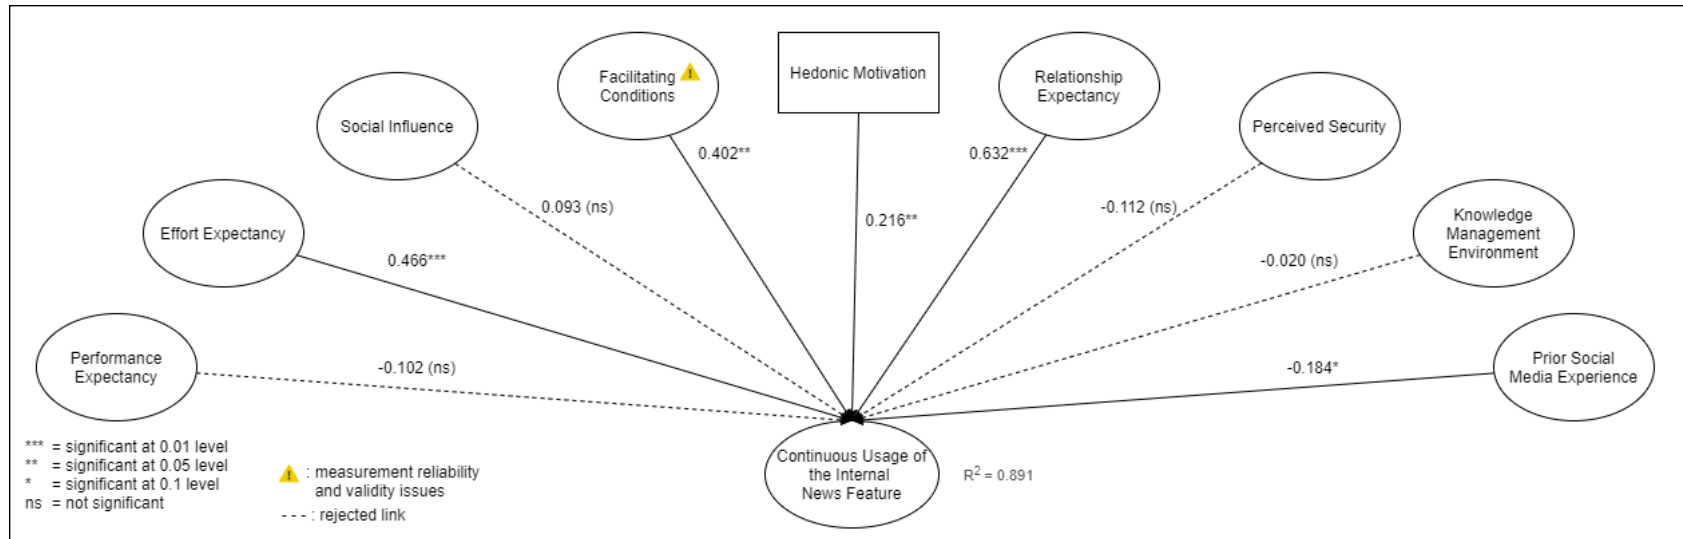 Hedonic Motivation
Facilitating
Conditions
Relationship
Expectancy
Social Influence
Perceived Security
0.402**
0.632***
0.093 (ns)
-0.112 (ns)
0.216**
Effort Expectancy
Knowledge
Management
Environment
0.466***
-0.020 (ns)
Performance
Expectancy
-0.102 (ns)
-0.184*
Prior Social
Media Experience
*** = significant at 0.01 level
** = significant at 0.05 level
* = significant at 0.1 level
ns = not significant
! : measurement reliability
and validity issues
--- : rejected link
Continuous Usage of
the Internal
News Feature
R² = 0.891